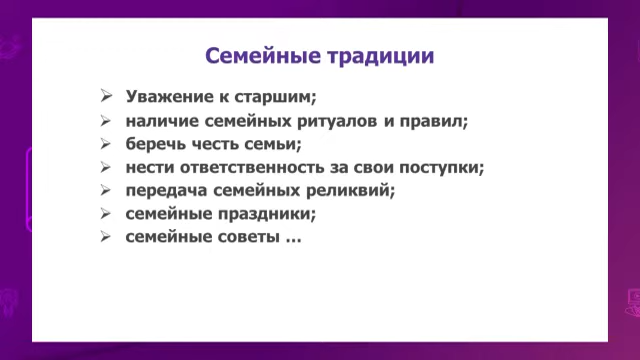 Семейные традиции
Уважение к старшим;
наличие семейных ритуалов и правил;
беречь честь семьи;
нести ответственность за свои поступки;
передача семейных реликвий;
семейные праздники;
семейные советы ...